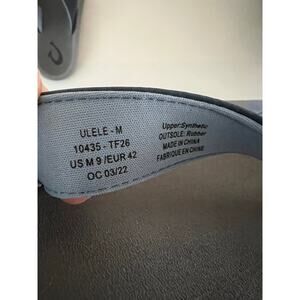 ULELE - M
10435 - TF26
US M 9 /EUR 42
OC 03/22
Upper:Synthetic
OUTSOLE: Rubber
MADE IN CHINA
FABRIQUE EN CHINE